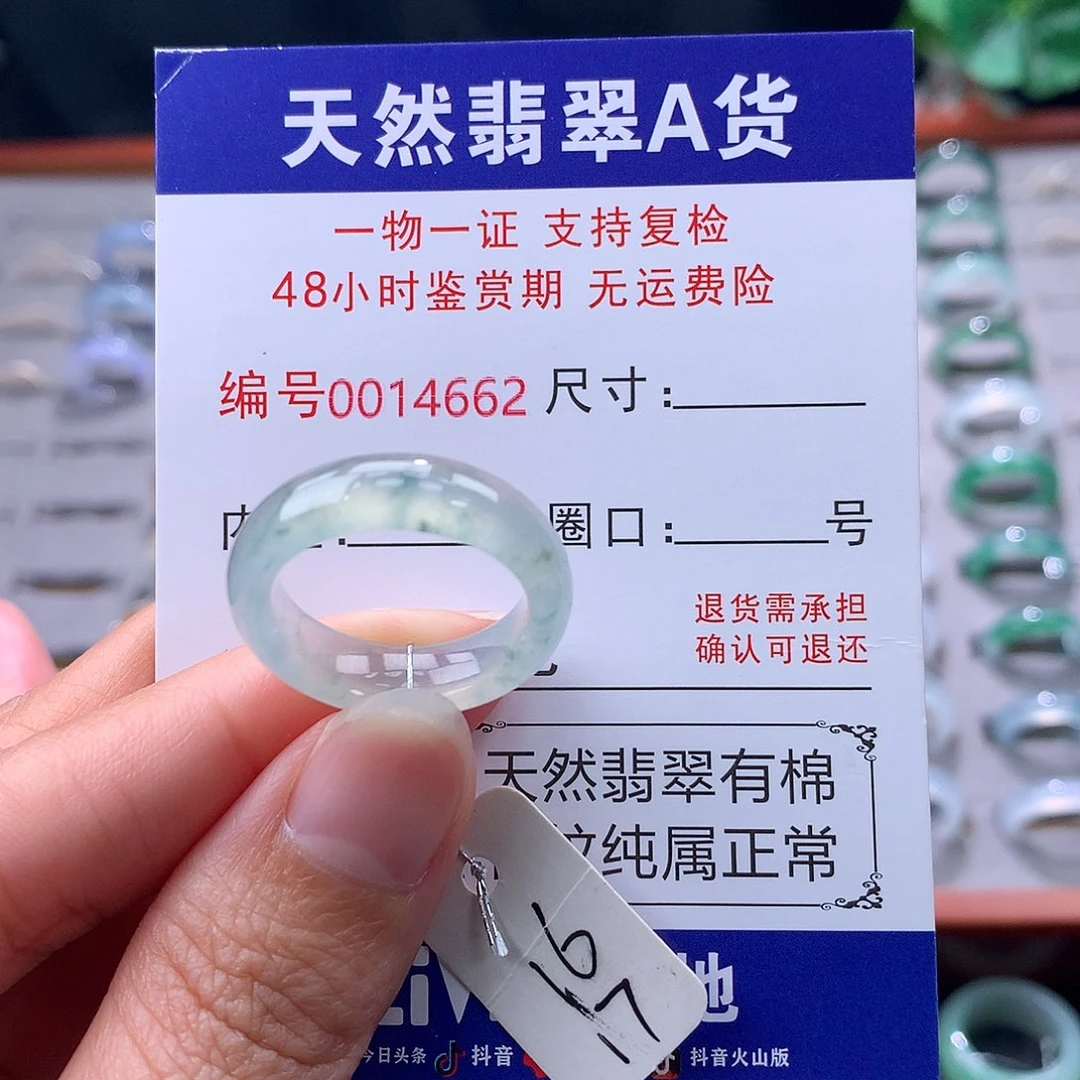 天然翡翠A货
一物一证 支持复检
48小时鉴赏期 无运费险
编号0014662 尺寸:
圈口: 号
退货需承担
确认可退还
天然翡翠有棉
纹纯属正常
16
17
今日头条 抖音 抖音火山版